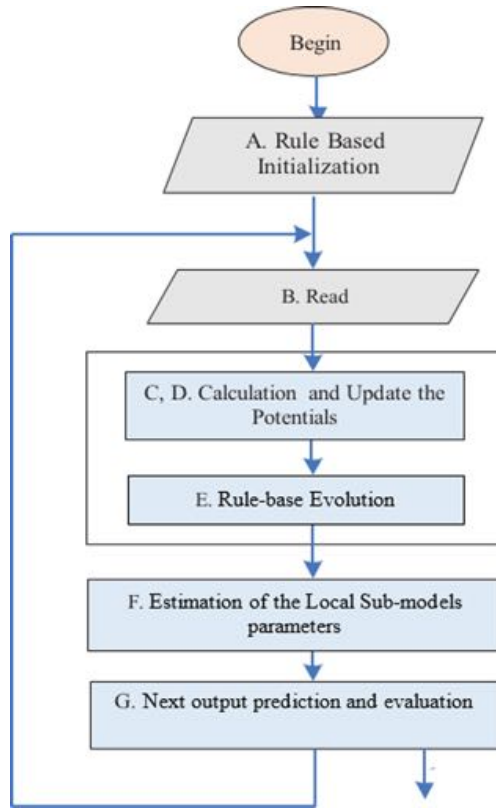 Begin
A. Rule Based
Initialization
B. Read
C, D. Calculation and Update the
Potentials
E. Rule-base Evolution
F. Estimation of the Local Sub-models
parameters
G. Next output prediction and evaluation